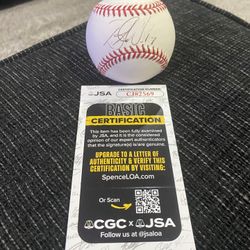 JSA
CERTIFICATION NUMBER
CJ82569
BASIC
CERTIFICATION
This item has been fully examined
by JSA, and it is the considered
opinion of our expert authenticators
that the signature(s) is/are genuine.
UPGRADE TO A LETTER OF
AUTHENTICITY & VERIFY THIS
CERTIFICATION BY VISITING:
SpenceLOA.com
Or Scan
CGC x JSA
Follow us @jsaloa